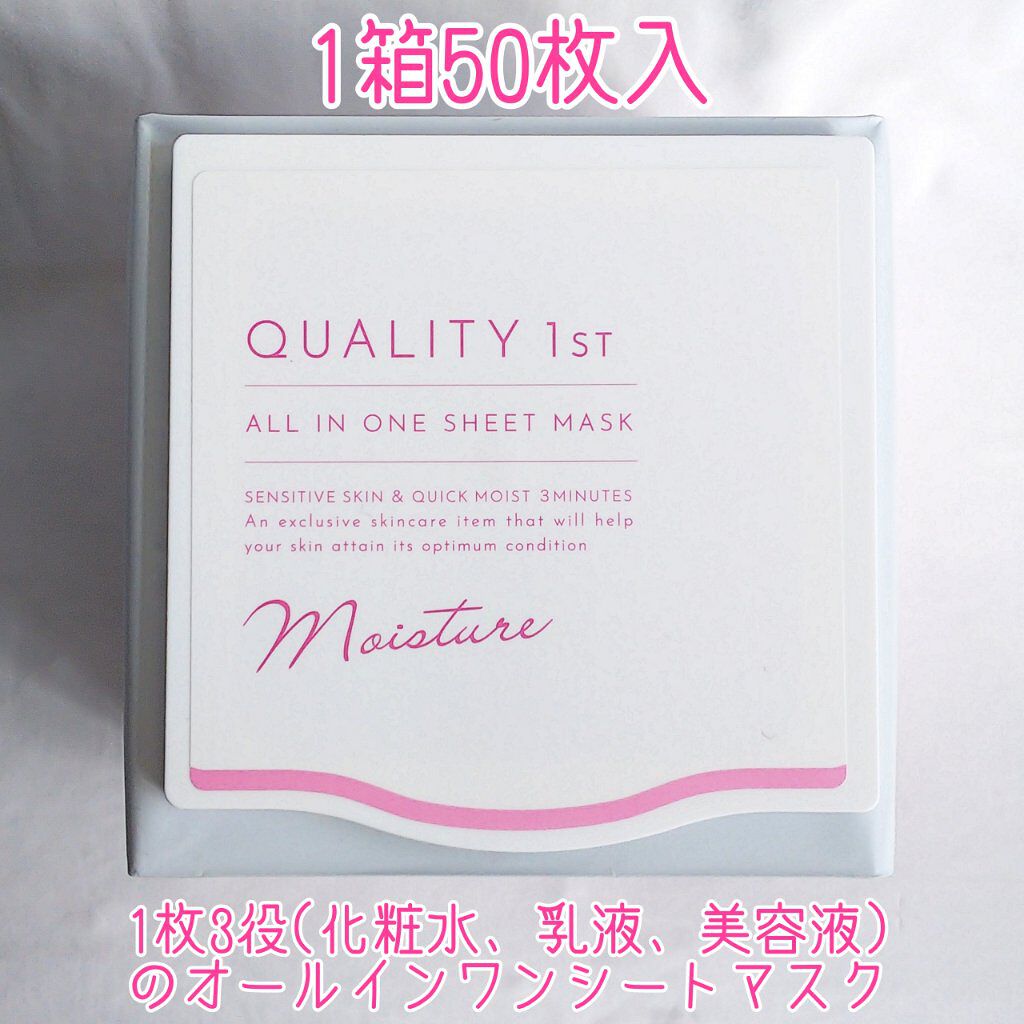 1箱50枚入
QUALITY 1ST
ALL IN ONE SHEET MASK
SENSITIVE SKIN & QUICK MOIST 3MINUTES
An exclusive skincare item that will help
your skin attain its optimum condition
Moisture
1枚3役(化粧水、乳液、美容液)
のオールインワンシートマスク